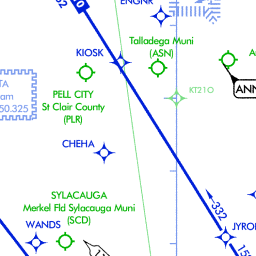 ENGNR
KIOSK
Talladega Muni
(ASN)
TA
am
50.325
PELL CITY
St Clair County
(PLR)
KT21O
ANN
CHEHA
332
SYLACAUGA
Merkel Fld Sylacauga Muni
(SCD)
WANDS
JYRO